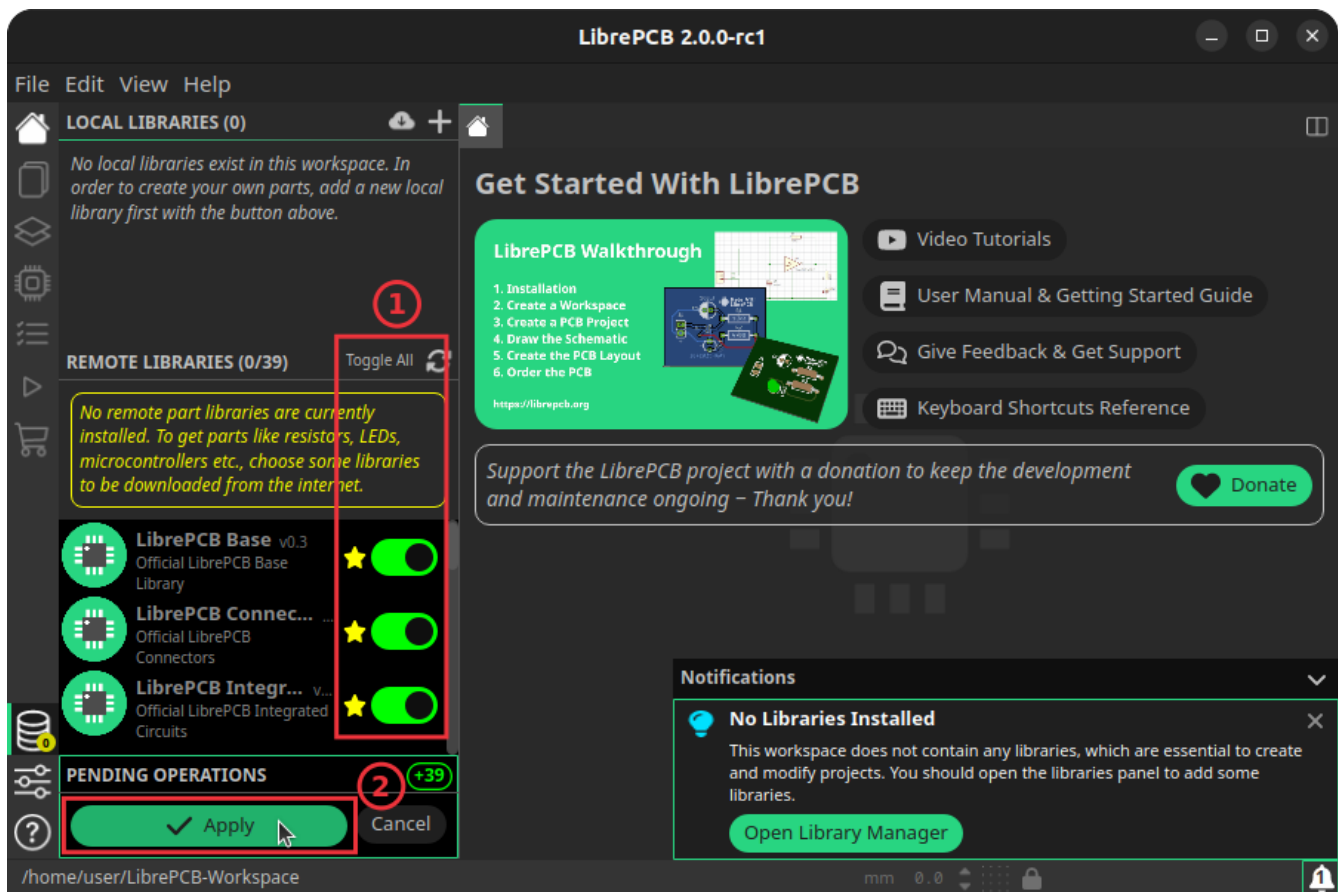 LibrePCB 2.0.0-rc1
File Edit View Help
LOCAL LIBRARIES (0)
No local libraries exist in this workspace. In
order to create your own parts, add a new local
library first with the button above.
1
REMOTE LIBRARIES (0/39) Toggle All
No remote part libraries are currently
installed. To get parts like resistors, LEDs,
microcontrollers etc., choose some libraries
to be downloaded from the internet.
LibrePCB Base v0.3
Official LibrePCB Base
Library
LibrePCB Connec... ...
Official LibrePCB
Connectors
LibrePCB Integr... v...
Official LibrePCB Integrated
Circuits
0
PENDING OPERATIONS +39
2
Apply Cancel
Get Started With LibrePCB
LibrePCB Walkthrough
1. Installation
2. Create a Workspace
3. Create a PCB Project
4. Draw the Schematic
5. Create the PCB Layout
6. Order the PCB
https://librepcb.org
Video Tutorials
User Manual & Getting Started Guide
Give Feedback & Get Support
Keyboard Shortcuts Reference
Support the LibrePCB project with a donation to keep the development
and maintenance ongoing – Thank you!
Donate
Notifications
No Libraries Installed
This workspace does not contain any libraries, which are essential to create
and modify projects. You should open the libraries panel to add some
libraries.
Open Library Manager
/home/user/LibrePCB-Workspace mm 0.0 1